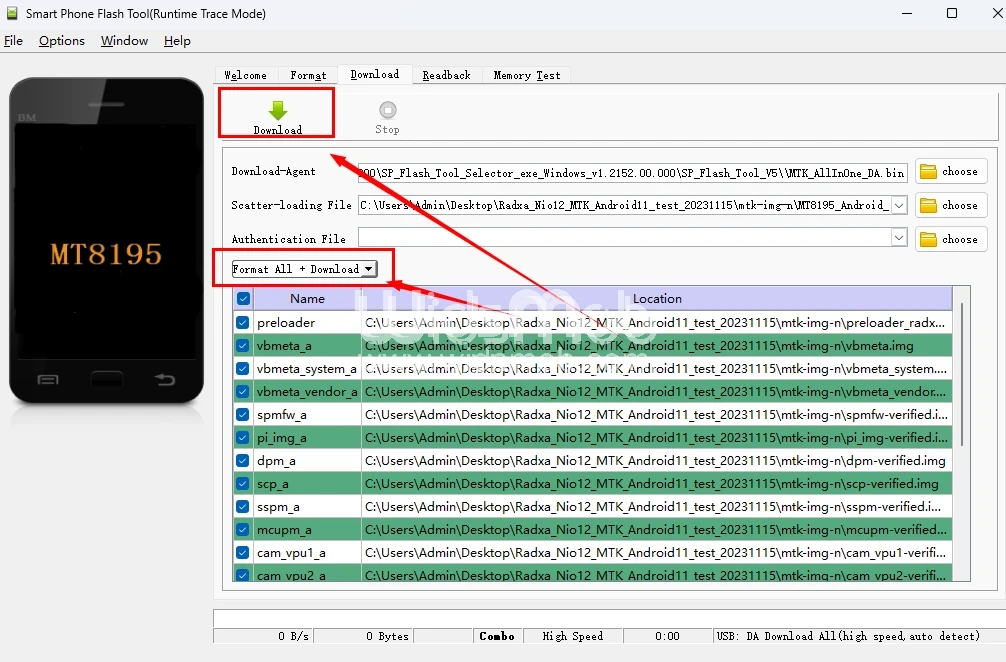 Smart Phone Flash Tool(Runtime Trace Mode)
File Options Window Help
Welcome Format Download Readback Memory Test
Download Stop
BM
MT8195
Download-Agent 000\SP_Flash_Tool_Selector_exe_Windows_v1.2152.00.000\SP_Flash_Tool_V5\\MTK_AllInOne_DA.bin choose
Scatter-loading File C:\Users\Admin\Desktop\Radxa_Nio12_MTK_Android11_test_20231115\mtk-img-n\MT8195_Android_ choose
Authentication File choose
Format All + Download
Name Location
preloader C:\Users\Admin\Desktop\Radxa_Nio12_MTK_Android11_test_20231115\mtk-img-n\preloader_radx...
vbmeta_a C:\Users\Admin\Desktop\Radxa_Nio12_MTK_Android11_test_20231115\mtk-img-n\vbmeta.img
vbmeta_system_a C:\Users\Admin\Desktop\Radxa_Nio12_MTK_Android11_test_20231115\mtk-img-n\vbmeta_system....
vbmeta_vendor_a C:\Users\Admin\Desktop\Radxa_Nio12_MTK_Android11_test_20231115\mtk-img-n\vbmeta_vendor....
spmfw_a C:\Users\Admin\Desktop\Radxa_Nio12_MTK_Android11_test_20231115\mtk-img-n\spmfw-verified.i...
pi_img_a C:\Users\Admin\Desktop\Radxa_Nio12_MTK_Android11_test_20231115\mtk-img-n\pi_img-verified.i...
dpm_a C:\Users\Admin\Desktop\Radxa_Nio12_MTK_Android11_test_20231115\mtk-img-n\dpm-verified.img
scp_a C:\Users\Admin\Desktop\Radxa_Nio12_MTK_Android11_test_20231115\mtk-img-n\scp-verified.img
sspm_a C:\Users\Admin\Desktop\Radxa_Nio12_MTK_Android11_test_20231115\mtk-img-n\sspm-verified.i...
mcupm_a C:\Users\Admin\Desktop\Radxa_Nio12_MTK_Android11_test_20231115\mtk-img-n\mcupm-verified...
cam_vpu1_a C:\Users\Admin\Desktop\Radxa_Nio12_MTK_Android11_test_20231115\mtk-img-n\cam_vpu1-verifi...
cam_vpu2_a C:\Users\Admin\Desktop\Radxa_Nio12_MTK_Android11_test_20231115\mtk-img-n\cam_vpu2-verifi...
0 B/s 0 Bytes Combo High Speed 0:00 USB: DA Download All(high speed,auto detect)